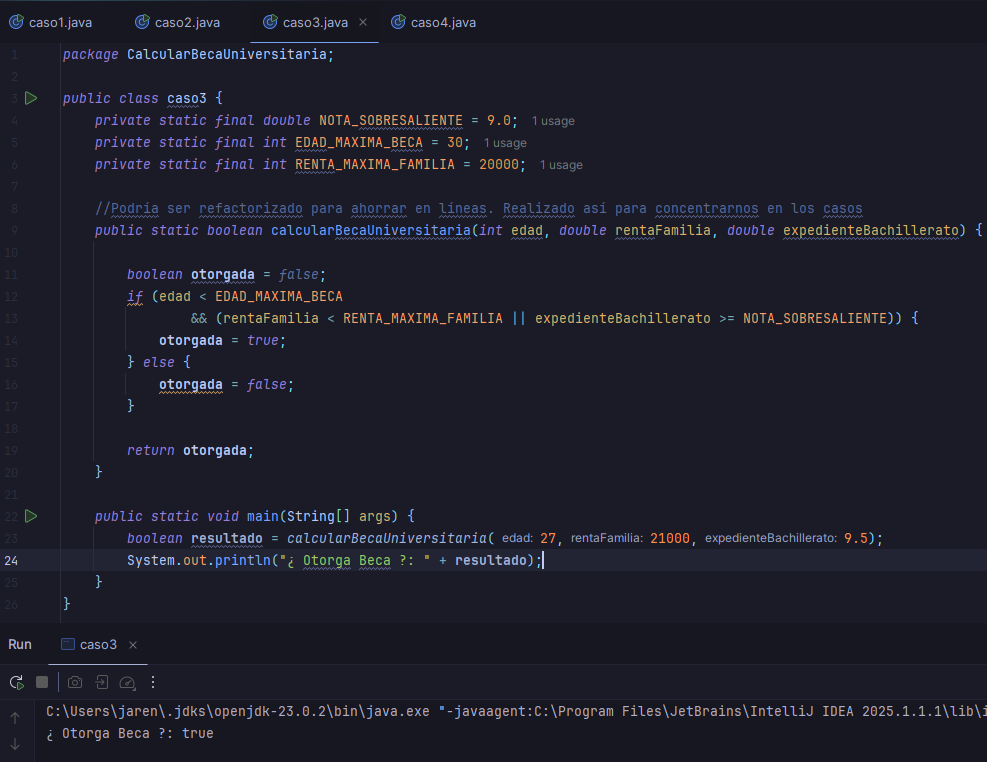 caso1.java caso2.java caso3.java × caso4.java
1 package CalcularBecaUniversitaria;
2
3 public class caso3 {
4 private static final double NOTA_SOBRESALIENTE = 9.0; 1 usage
5 private static final int EDAD_MAXIMA_BECA = 30; 1 usage
6 private static final int RENTA_MAXIMA_FAMILIA = 20000; 1 usage
7
8 //Podría ser refactorizado para ahorrar en líneas. Realizado así para concentrarnos en los casos
9 public static boolean calcularBecaUniversitaria(int edad, double rentaFamilia, double expedienteBachillerato) {
10
11 boolean otorgada = false;
12 if (edad < EDAD_MAXIMA_BECA
13 && (rentaFamilia < RENTA_MAXIMA_FAMILIA || expedienteBachillerato >= NOTA_SOBRESALIENTE)) {
14 otorgada = true;
15 } else {
16 otorgada = false;
17 }
18
19 return otorgada;
20 }
21
22 public static void main(String[] args) {
23 boolean resultado = calcularBecaUniversitaria( edad: 27, rentaFamilia: 21000, expedienteBachillerato: 9.5);
24 System.out.println("¿ Otorga Beca ?: " + resultado);
25 }
26 }
Run caso3 ×
C:\Users\jaren\.jdks\openjdk-23.0.2\bin\java.exe "-javaagent:C:\Program Files\JetBrains\IntelliJ IDEA 2025.1.1.1\lib\i
¿ Otorga Beca ?: true